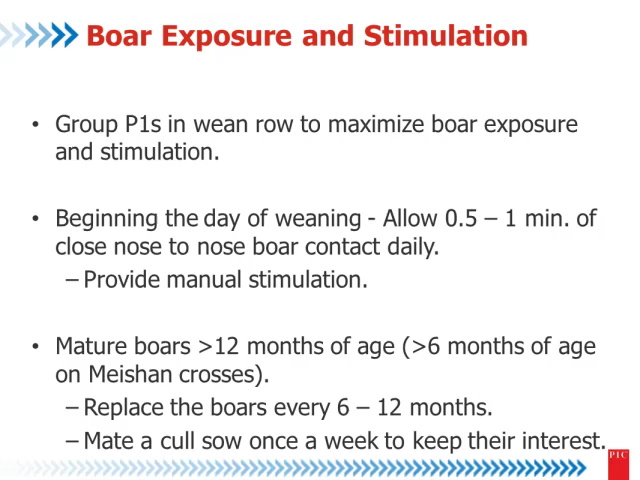 Boar Exposure and Stimulation
• Group P1s in wean row to maximize boar exposure
and stimulation.
• Beginning the day of weaning - Allow 0.5 – 1 min. of
close nose to nose boar contact daily.
– Provide manual stimulation.
• Mature boars >12 months of age (>6 months of age
on Meishan crosses).
– Replace the boars every 6 – 12 months.
– Mate a cull sow once a week to keep their interest.
PIC